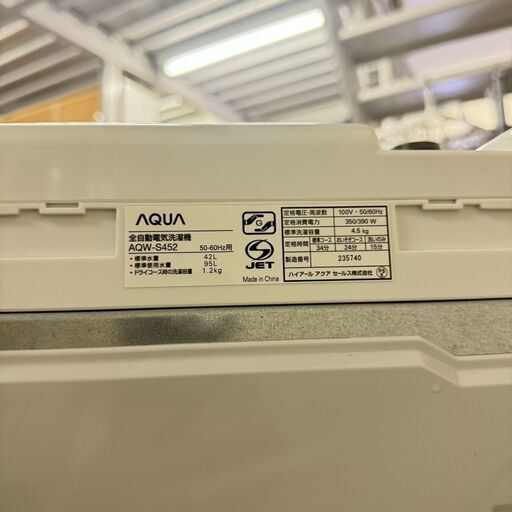 AQUA
全自動電気洗濯機
AQW-S452 50-60Hz用
・標準水量 42L
・標準使用水量 95L
・ドライコース時の洗濯容量 1.2kg
G
S
JET
Made in China
定格電圧・周波数 100V・50/60Hz
定格消費電力 350/390 W
標準洗濯容量 4.5 kg
定格時間 標準コース おいそぎコース 洗いのみ
34分 24分 15分
製造番号 235740
ハイアール アクア セールス株式会社